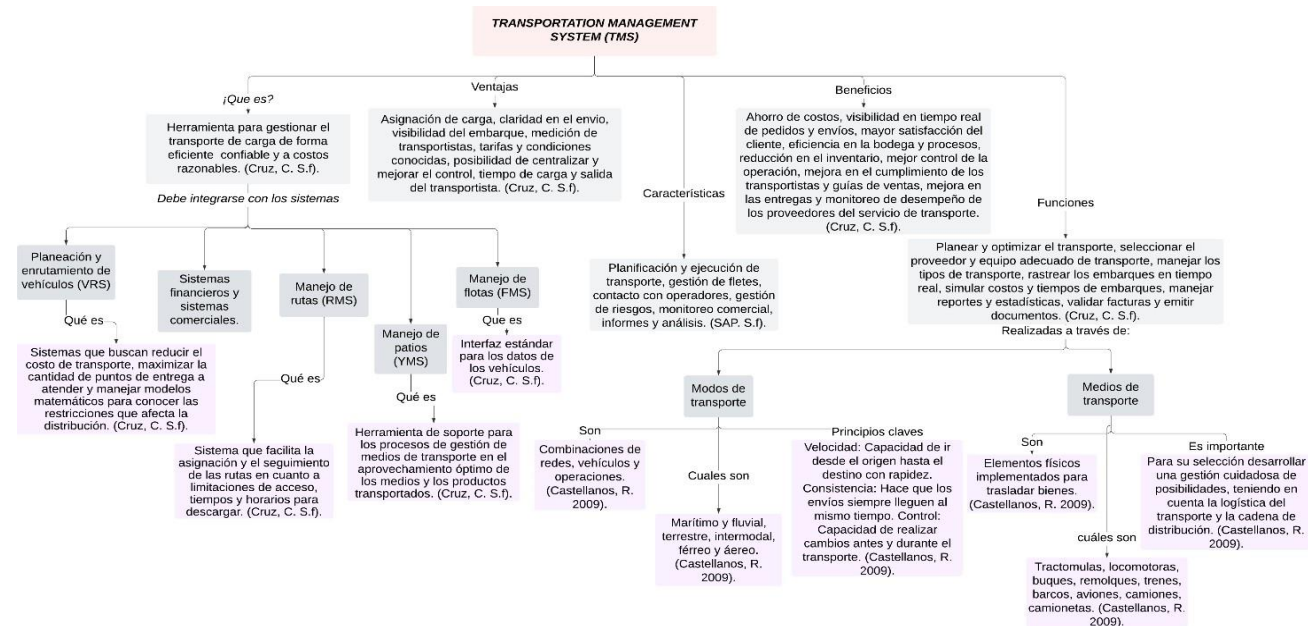 TRANSPORTATION MANAGEMENT
SYSTEM (TMS)
¡Que es?
Herramienta para gestionar el
transporte de carga de forma
eficiente confiable y a costos
razonables. (Cruz, C. S.f).
Debe integrarse con los sistemas
Planeación y
enrutamiento de
vehículos (VRS)
Qué es
Sistemas que buscan reducir el
costo de transporte, maximizar la
cantidad de puntos de entrega a
atender y manejar modelos
matemáticos para conocer las
restricciones que afecta la
distribución. (Cruz, C. S.f).
Sistemas
financieros y
sistemas
comerciales.
Manejo de
rutas (RMS)
Qué es
Sistema que facilita la
asignación y el seguimiento
de las rutas en cuanto a
limitaciones de acceso,
tiempos y horarios para
descargar. (Cruz, C. S.f).
Manejo de
patios
(YMS)
Qué es
Herramienta de soporte para
los procesos de gestión de
medios de transporte en el
aprovechamiento óptimo de
los medios y los productos
transportados. (Cruz, C. S.f).
Manejo de
flotas (FMS)
Que es
Interfaz estándar
para los datos de
los vehículos.
(Cruz, C. S.f).
Ventajas
Asignación de carga, claridad en el envio,
visibilidad del embarque, medición de
transportistas, tarifas y condiciones
conocidas, posibilidad de centralizar y
mejorar el control, tiempo de carga y salida
del transportista. (Cruz, C. S.f).
Características
Planificación y ejecución de
transporte, gestión de fletes,
contacto con operadores, gestión
de riesgos, monitoreo comercial,
informes y análisis. (SAP. S.f).
Beneficios
Ahorro de costos, visibilidad en tiempo real
de pedidos y envíos, mayor satisfacción del
cliente, eficiencia en la bodega y procesos,
reducción en el inventario, mejor control de la
operación, mejora en el cumplimiento de los
transportistas y guías de ventas, mejora en
las entregas y monitoreo de desempeño de
los proveedores del servicio de transporte.
(Cruz, C. S.f).
Funciones
Planear y optimizar el transporte, seleccionar el
proveedor y equipo adecuado de transporte, manejar los
tipos de transporte, rastrear los embarques en tiempo
real, simular costos y tiempos de embarques, manejar
reportes y estadísticas, validar facturas y emitir
documentos. (Cruz, C. S.f).
Realizadas a través de:
Modos de
transporte
Son
Combinaciones de
redes, vehículos y
operaciones.
(Castellanos, R.
2009).
Cuales son
Marítimo y fluvial,
terrestre, intermodal,
férreo y áereo.
(Castellanos, R.
2009).
Principios claves
Velocidad: Capacidad de ir
desde el origen hasta el
destino con rapidez.
Consistencia: Hace que los
envíos siempre lleguen al
mismo tiempo. Control:
Capacidad de realizar
cambios antes y durante el
transporte. (Castellanos, R.
2009).
Medios de
transporte
Son
Elementos físicos
implementados para
trasladar bienes.
(Castellanos, R. 2009).
cuáles son
Tractomulas, locomotoras,
buques, remolques, trenes,
barcos, aviones, camiones,
camionetas. (Castellanos, R.
2009).
Es importante
Para su selección desarrollar
una gestión cuidadosa de
posibilidades, teniendo en
cuenta la logística del
transporte y la cadena de
distribución. (Castellanos, R.
2009).